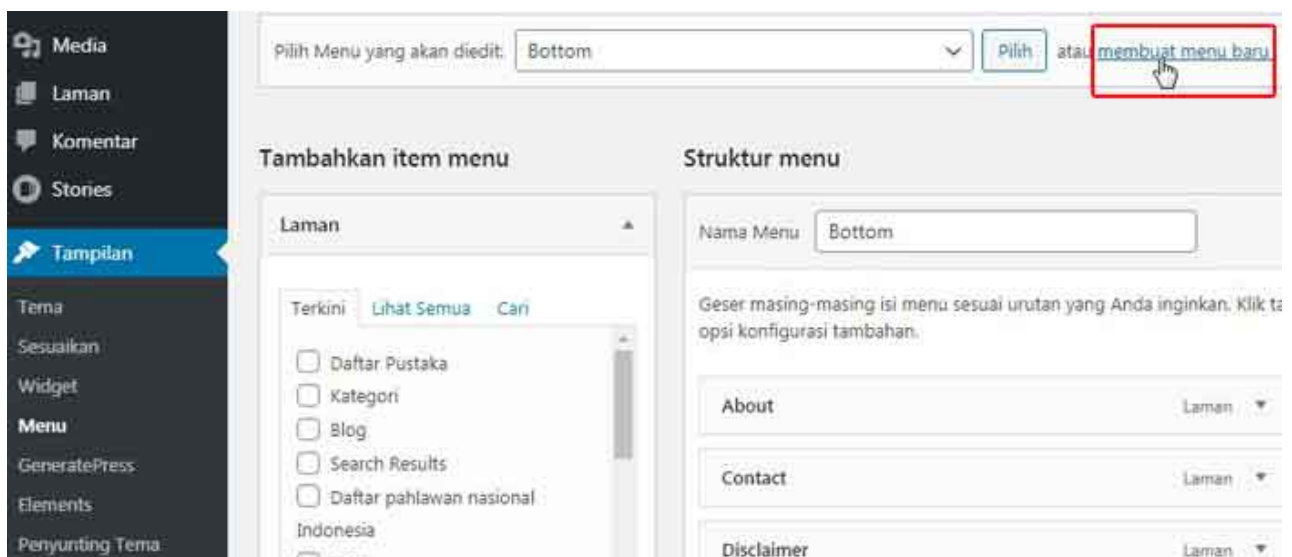 Media
Laman
Komentar
Stories
Tampilan
Tema
Sesuaikan
Widget
Menu
GeneratePress
Elements
Penyunting Tema
Pilih Menu yang akan diedit: Bottom Pilih atau membuat menu baru
Tambahkan item menu
Laman
Terkini Lihat Semua Cari
Daftar Pustaka
Kategori
Blog
Search Results
Daftar pahlawan nasional
Indonesia
Struktur menu
Nama Menu Bottom
Geser masing-masing isi menu sesuai urutan yang Anda inginkan. Klik
opsi konfigurasi tambahan.
About Laman
Contact Laman
Disclaimer Laman